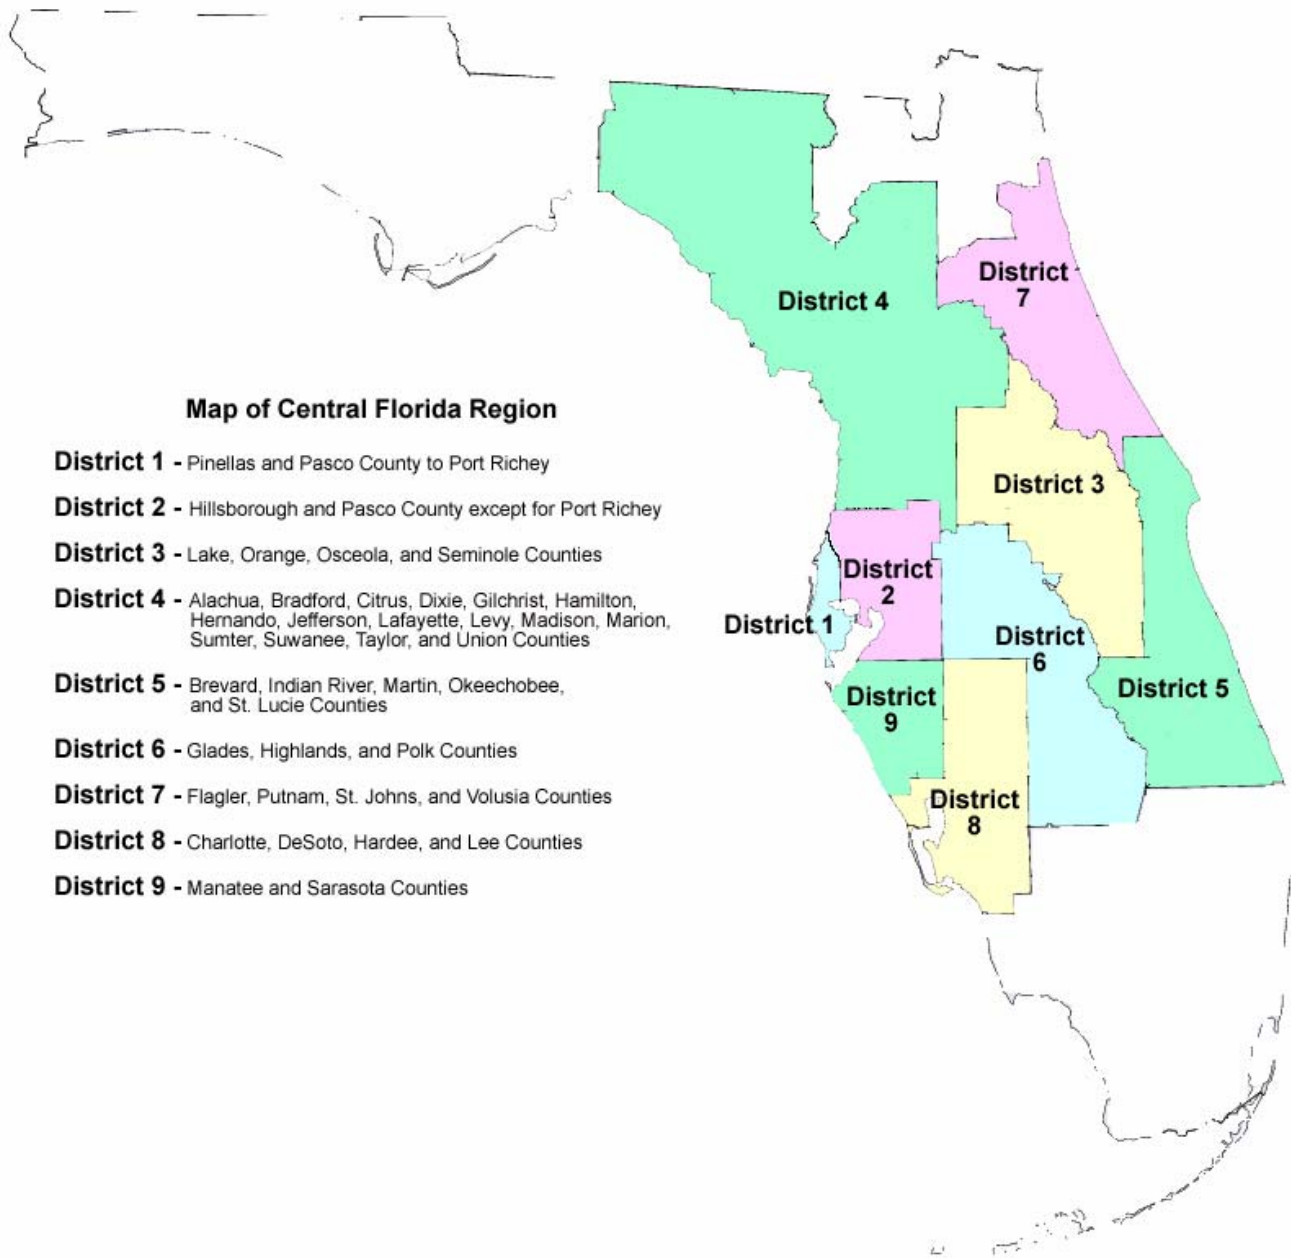 Map of Central Florida Region
District 1 - Pinellas and Pasco County to Port Richey
District 2 - Hillsborough and Pasco County except for Port Richey
District 3 - Lake, Orange, Osceola, and Seminole Counties
District 4 - Alachua, Bradford, Citrus, Dixie, Gilchrist, Hamilton,
Hernando, Jefferson, Lafayette, Levy, Madison, Marion,
Sumter, Suwanee, Taylor, and Union Counties
District 5 - Brevard, Indian River, Martin, Okeechobee,
and St. Lucie Counties
District 6 - Glades, Highlands, and Polk Counties
District 7 - Flagler, Putnam, St. Johns, and Volusia Counties
District 8 - Charlotte, DeSoto, Hardee, and Lee Counties
District 9 - Manatee and Sarasota Counties
District
7
District 4
District 3
District
2
District 1
District
6
District 5
District
9
District
8